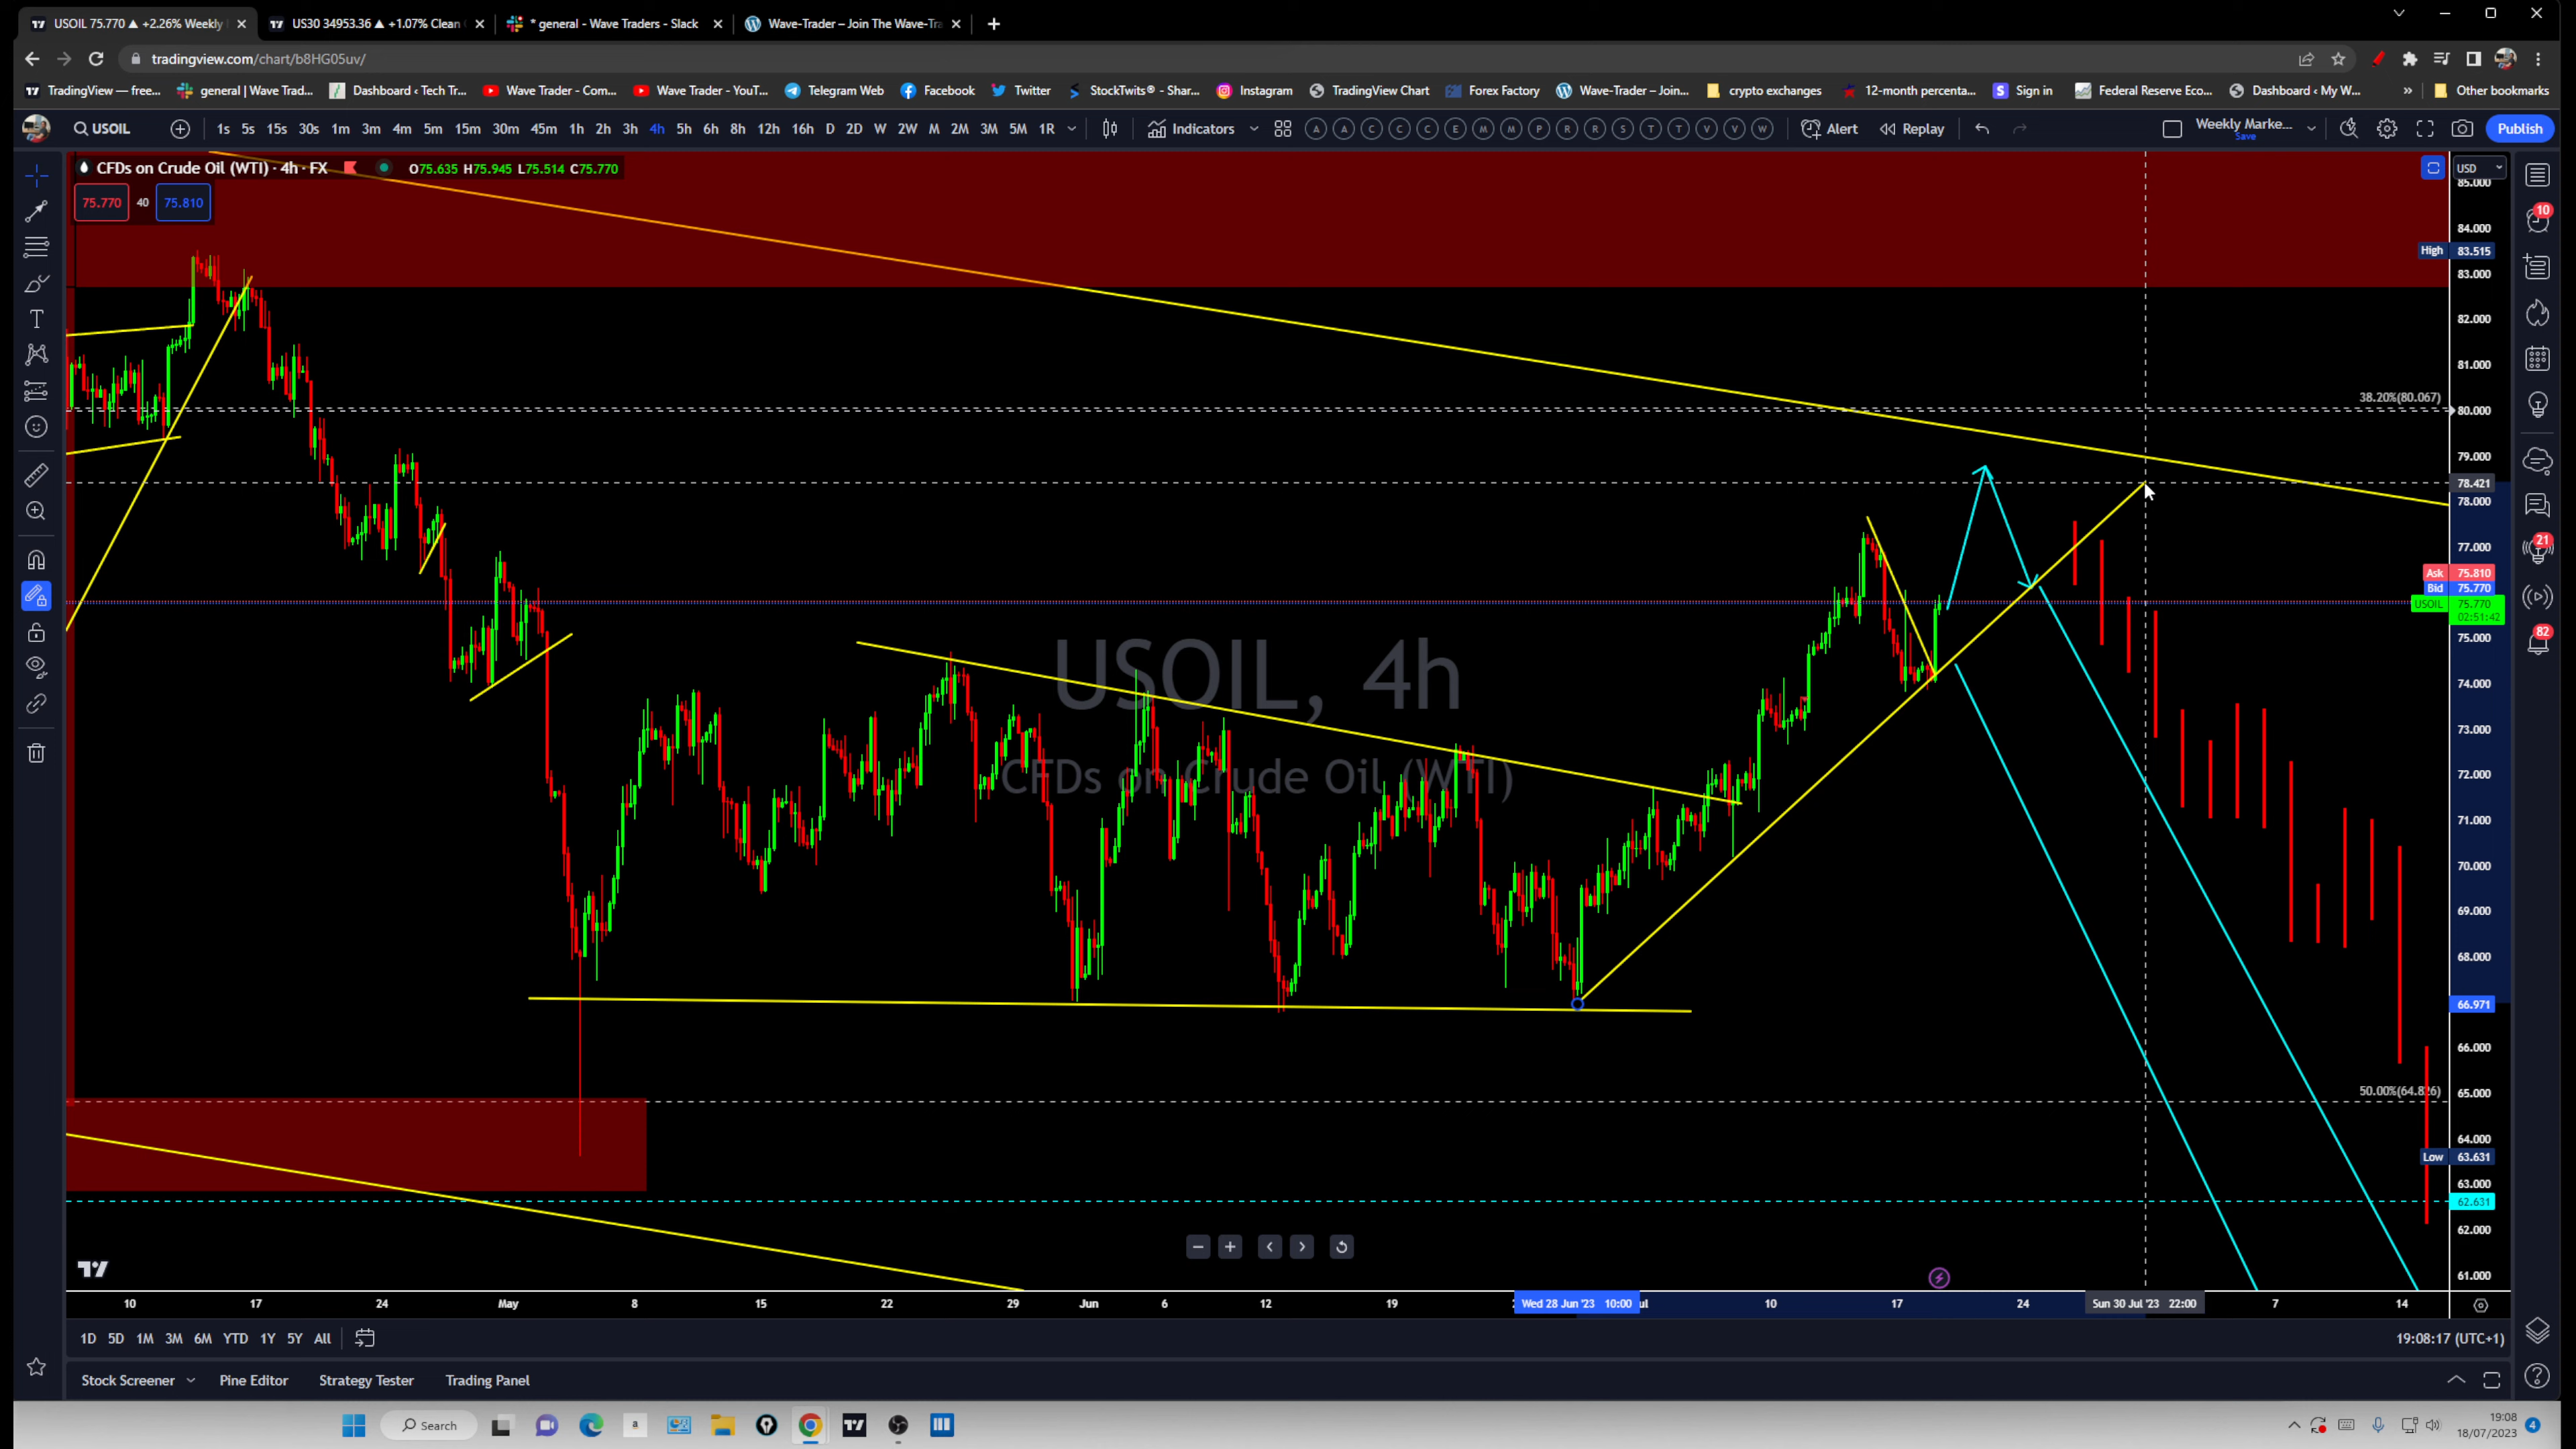 USOIL 75.770 ▲ +2.26% Weekly
US30 34953.36 ▲ +1.07% Clean
* general - Wave Traders - Slack
Wave-Trader – Join The Wave-Tra
tradingview.com/chart/b8HG05uv/
TradingView — free...
general | Wave Trad...
Dashboard ‹ Tech Tr...
Wave Trader - Com...
Wave Trader - YouT...
Telegram Web
Facebook
Twitter
StockTwits® - Shar...
Instagram
TradingView Chart
Forex Factory
Wave-Trader – Join...
crypto exchanges
12-month percenta...
Sign in
Federal Reserve Eco...
Dashboard ‹ My W...
»
Other bookmarks
USOIL
1s 5s 15s 30s 1m 3m 4m 5m 15m 30m 45m 1h 2h 3h 4h 5h 6h 8h 12h 16h D 2D W 2W M 2M 3M 5M 1R
Indicators
A A C C C E M M P R R S T T V V W
Alert
Replay
Weekly Marke...
Save
Publish
CFDs on Crude Oil (WTI) · 4h · FX
O75.635 H75.945 L75.514 C75.770
75.770 40 75.810
USD
85.000
84.000
High 83.515
83.000
82.000
81.000
38.20%(80.067)
80.000
79.000
78.421
78.000
77.000
Ask 75.810
Bid 75.770
USOIL 75.770
02:51:42
75.000
74.000
73.000
72.000
71.000
70.000
69.000
68.000
66.971
66.000
50.00%(64.826)
65.000
64.000
Low 63.631
63.000
62.631
62.000
61.000
USOIL, 4h
CFDs on Crude Oil (WTI)
10 17 24 May 8 15 22 29 Jun 6 12 19 Wed 28 Jun '23 10:00 ul 10 17 24 Sun 30 Jul '23 22:00 7 14
1D 5D 1M 3M 6M YTD 1Y 5Y All
19:08:17 (UTC+1)
Stock Screener
Pine Editor
Strategy Tester
Trading Panel
10
21
82
Search
19:08
18/07/2023
4